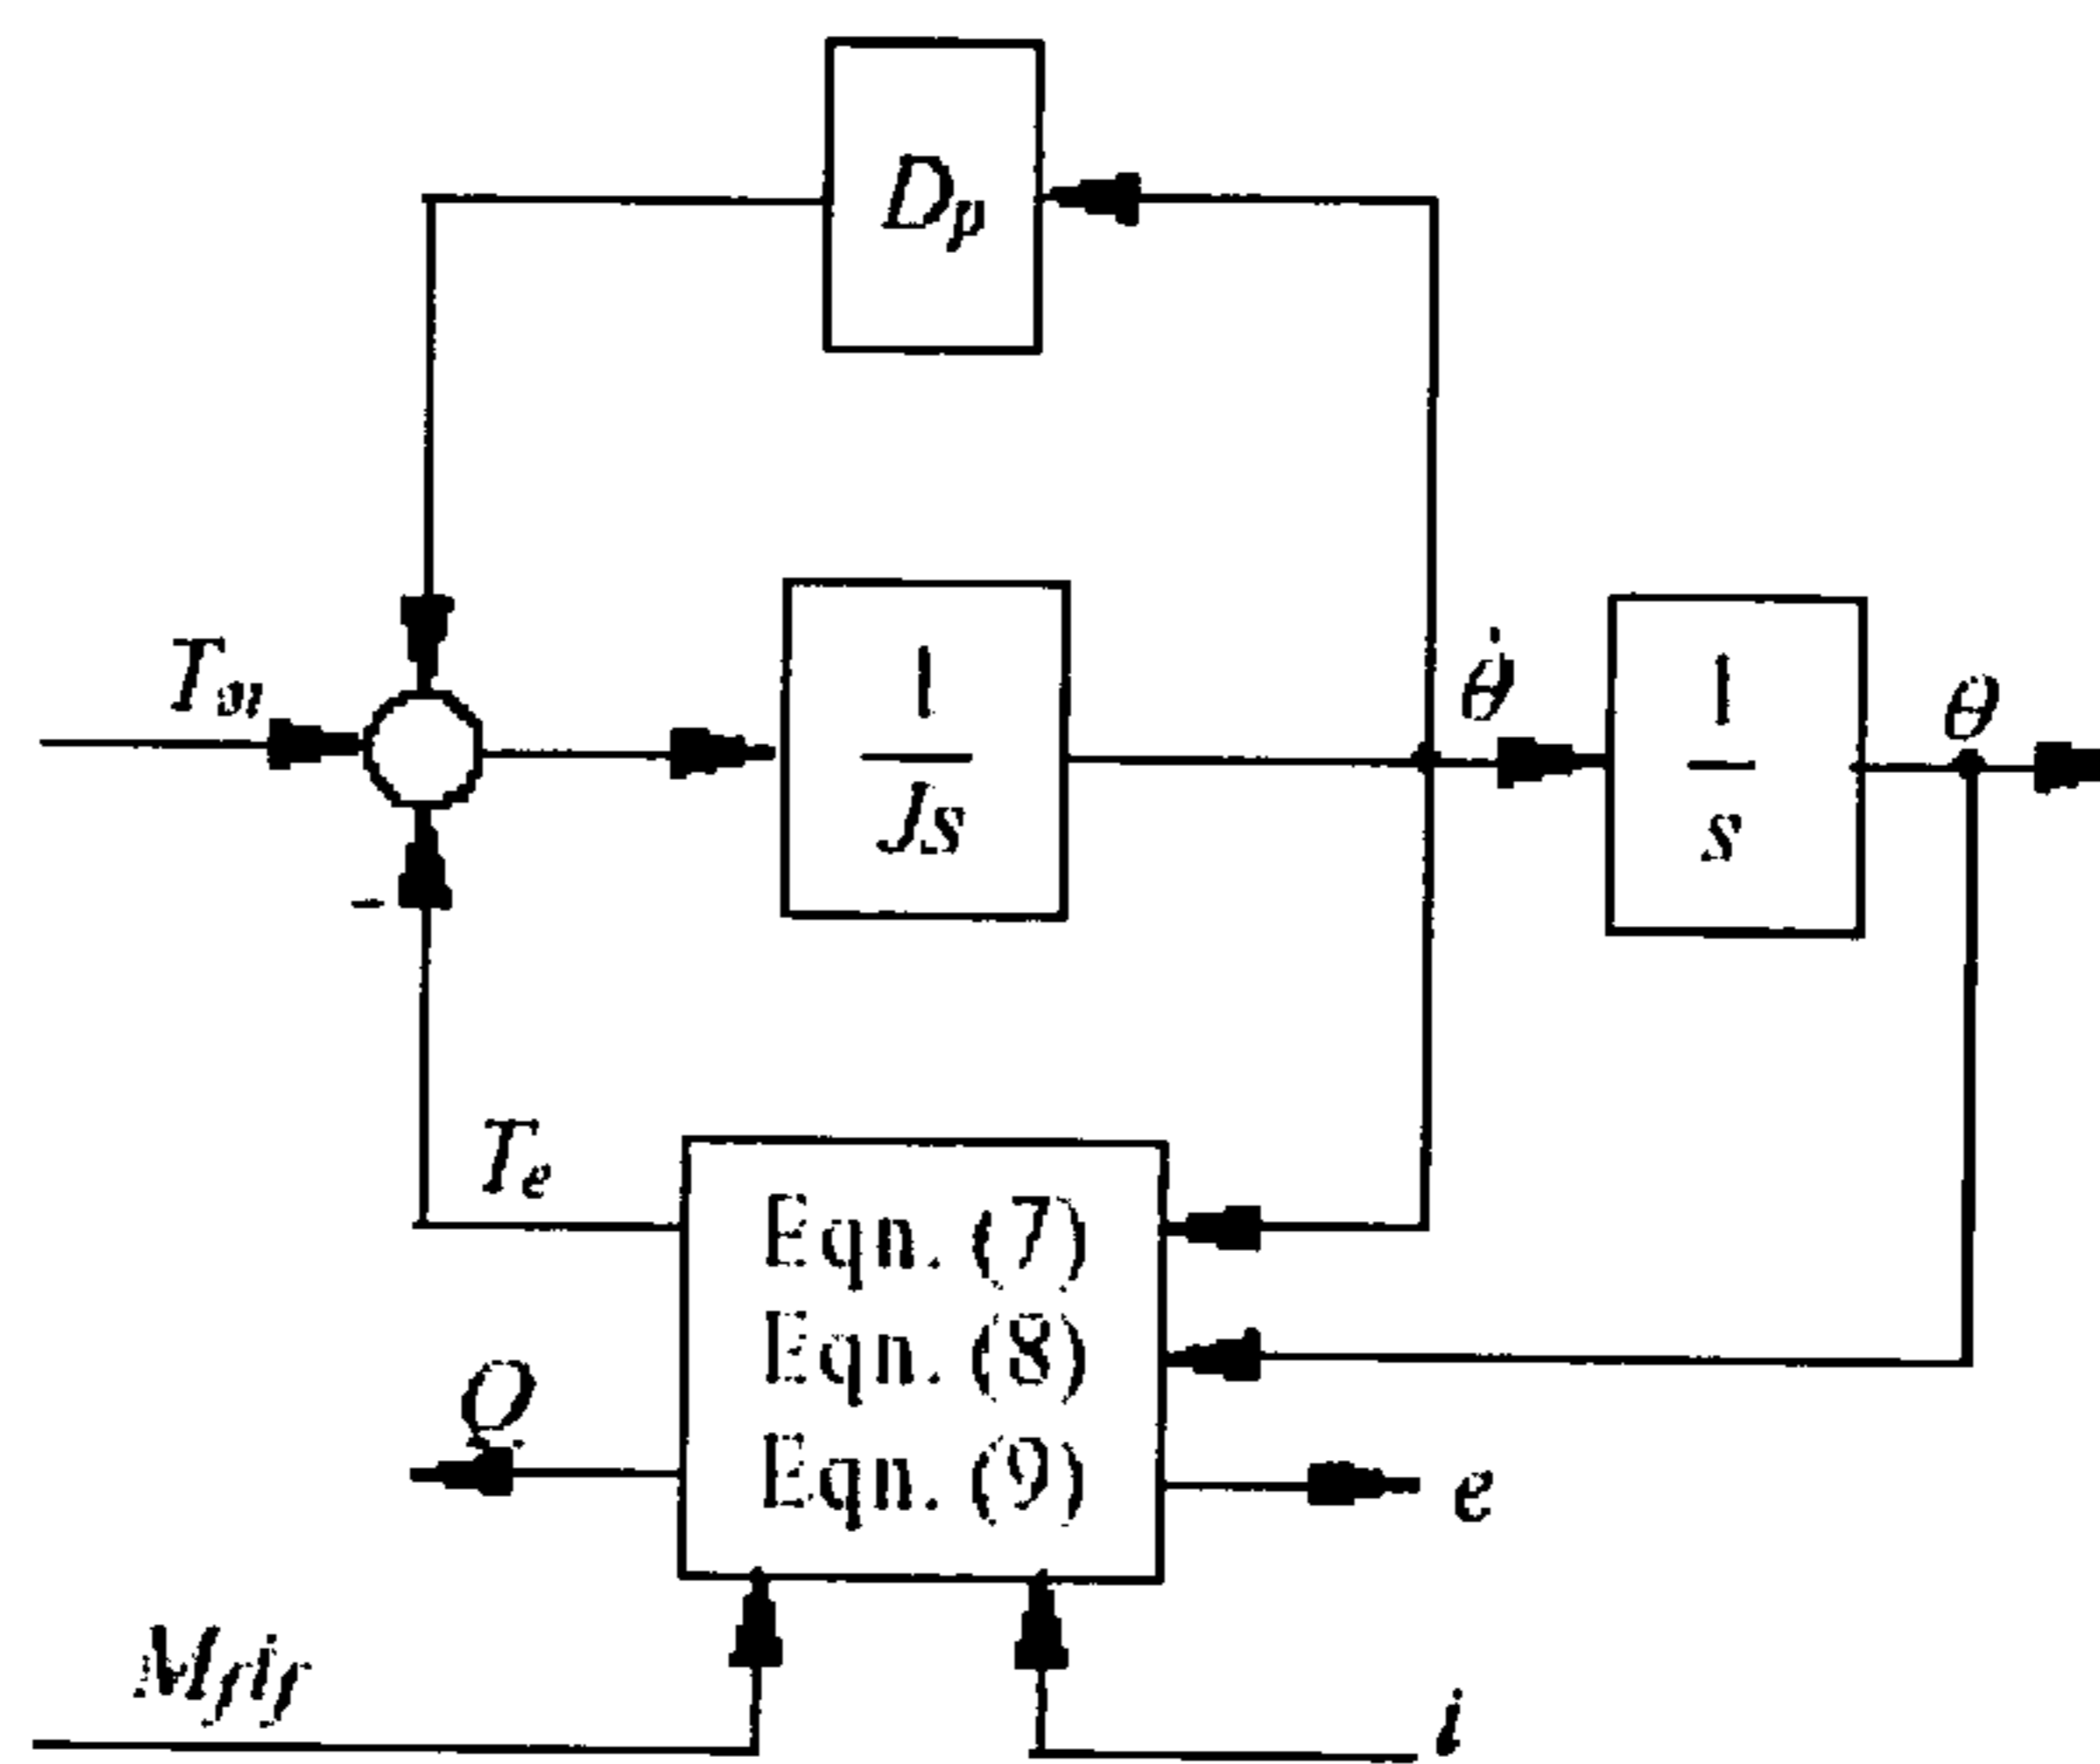 D_p
T_m
1
Js
θ̇
1
s
θ
T_e
Eqn. (7)
Eqn. (8)
Eqn. (9)
Q
e
M_f i_f
i
-